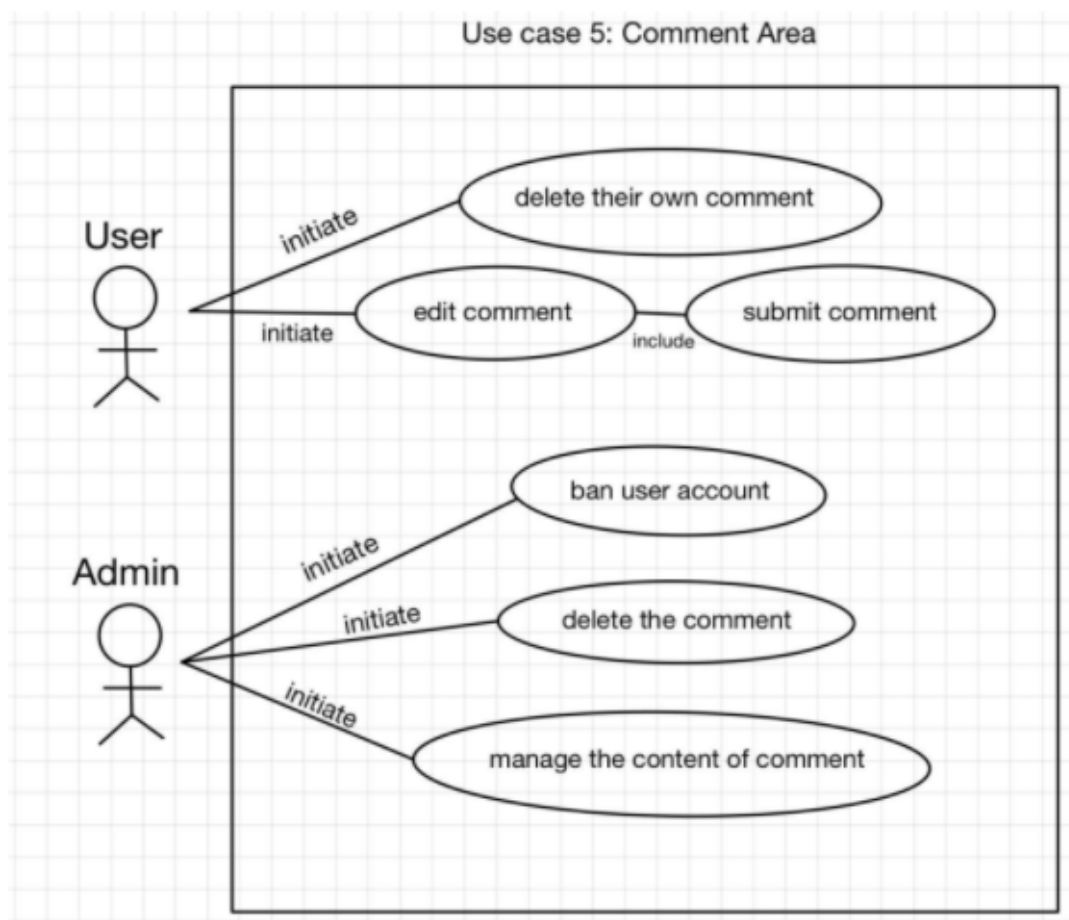 Use case 5: Comment Area
delete their own comment
User
initiate
edit comment
submit comment
initiate
include
ban user account
initiate
Admin
initiate
delete the comment
initiate
manage the content of comment